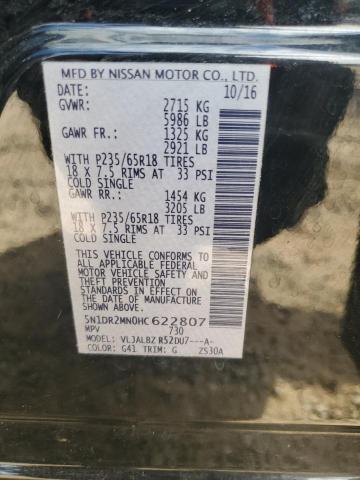 MFD BY NISSAN MOTOR CO., LTD.
DATE: 10/16
GVWR: 2715 KG
5986 LB
GAWR FR.: 1325 KG
2921 LB
WITH P235/65R18 TIRES
18 X 7.5 RIMS AT 33 PSI
COLD SINGLE
GAWR RR.: 1454 KG
3205 LB
WITH P235/65R18 TIRES
18 X 7.5 RIMS AT 33 PSI
COLD SINGLE
THIS VEHICLE CONFORMS TO ALL
APPLICABLE U.S. FEDERAL
MOTOR VEHICLE SAFETY
AND THEFT PREVENTION
STANDARDS IN EFFECT ON THE
DATE OF MANUFACTURE
SHOWN ABOVE.
5N1DR2MN0HC622807
MPV 730
MODEL: VLJALBZ R52DU7---A-
COLOR: G41 TRIM: G ZS30A